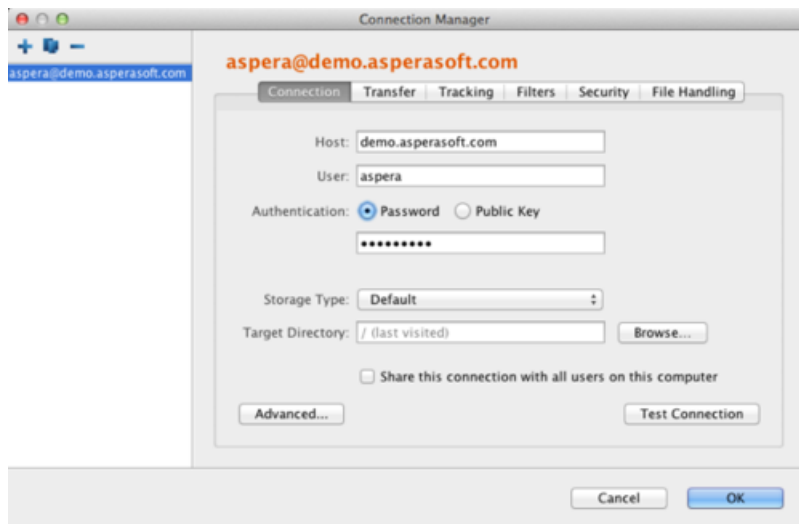 Connection Manager
aspera@demo.asperasoft.com
aspera@demo.asperasoft.com
Connection Transfer Tracking Filters Security File Handling
Host: demo.asperasoft.com
User: aspera
Authentication: Password Public Key
•••••••••
Storage Type: Default
Target Directory: / (last visited) Browse...
Share this connection with all users on this computer
Advanced... Test Connection
Cancel OK